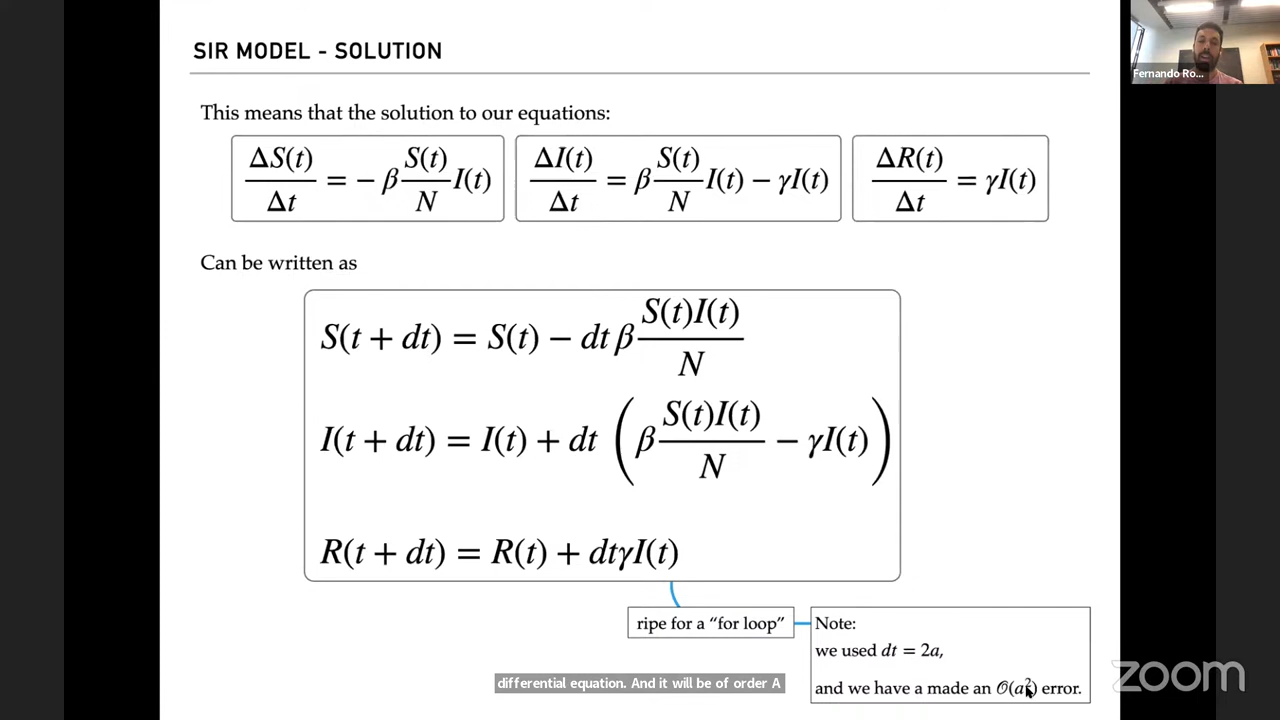 SIR MODEL - SOLUTION
Fernando Ro...
This means that the solution to our equations:
ΔS(t)/Δt = − β S(t)/N I(t)
ΔI(t)/Δt = β S(t)/N I(t) − γI(t)
ΔR(t)/Δt = γI(t)
Can be written as
S(t + dt) = S(t) − dt β S(t)I(t)/N
I(t + dt) = I(t) + dt (β S(t)I(t)/N − γI(t))
R(t + dt) = R(t) + dtγI(t)
ripe for a “for loop”
Note:
we used dt = 2a,
and we have a made an 𝒪(a²) error.
differential equation. And it will be of order A
zoom